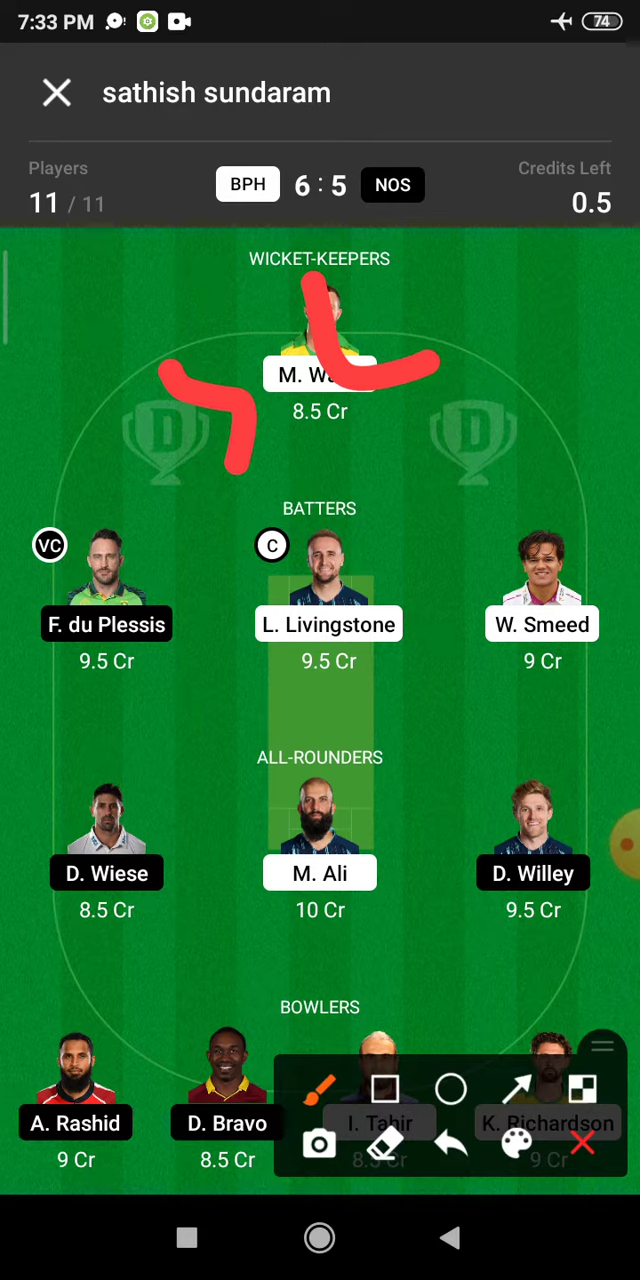 7:33 PM 74
sathish sundaram
Players Credits Left
11 / 11 BPH 6 : 5 NOS 0.5
WICKET-KEEPERS
M.
8.5 Cr
D D
BATTERS
VC C
F. du Plessis L. Livingstone W. Smeed
9.5 Cr 9.5 Cr 9 Cr
ALL-ROUNDERS
D. Wiese M. Ali D. Willey
8.5 Cr 10 Cr 9.5 Cr
BOWLERS
A. Rashid D. Bravo I. Tahir K. Richardson
9 Cr 8.5 Cr 8.5 Cr 9 Cr